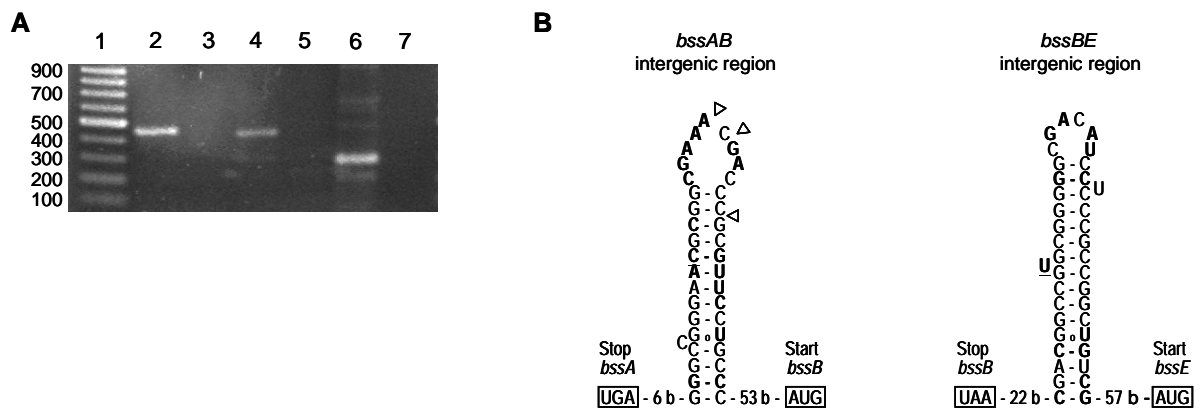 A
1 2 3 4 5 6 7
900
700
500
400
300
200
100
B
bssAB
intergenic region
A
A C
A G
G A
C C
G - C
G - C
C - G
G - C
C - G
A - U
A - U
G - C
G - C
G ° U
C C - G
G - C
G - C
Stop
bssA
Start
bssB
UGA - 6 b - G - C - 53 b - AUG
bssBE
intergenic region
A C
G A
C U
G - C
G - C U
G - C
G - C
G - C
C - G
G - C
U G - C
C - G
C - G
G - C
G ° U
C - G
A - U
G - C
Stop
bssB
Start
bssE
UAA - 22 b - C - G - 57 b - AUG